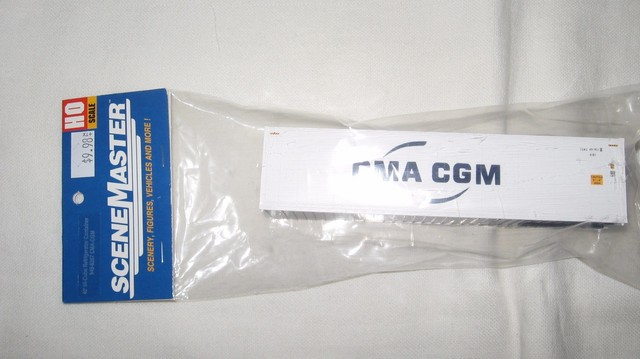 HO
SCALE
$9.98
SCENEMASTER
SCENERY, FIGURES, VEHICLES AND MORE !
CMA CGM